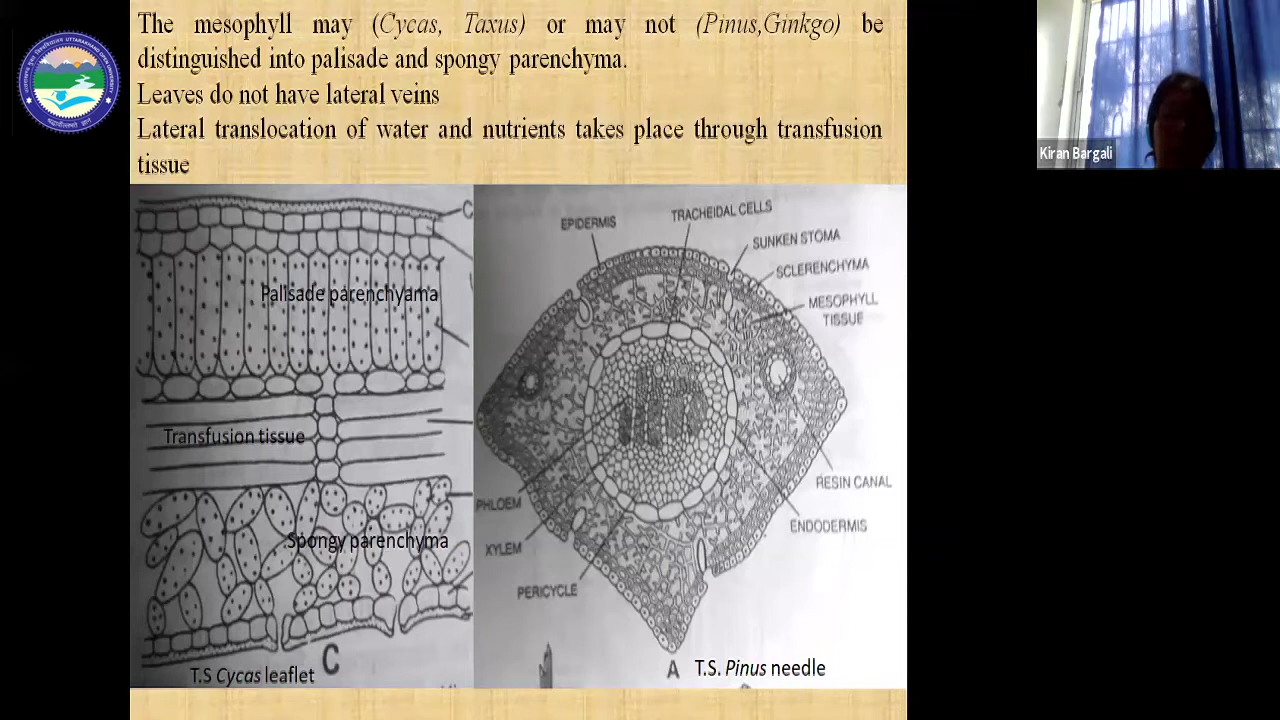 The mesophyll may (Cycas, Taxus) or may not (Pinus,Ginkgo) be
distinguished into palisade and spongy parenchyma.
Leaves do not have lateral veins
Lateral translocation of water and nutrients takes place through transfusion
tissue
Kiran Bargali
C
Palisade parenchyama
Transfusion tissue
Spongy parenchyma
C
T.S Cycas leaflet
EPIDERMIS
TRACHEIDAL CELLS
SUNKEN STOMA
SCLERENCHYMA
MESOPHYLL
TISSUE
RESIN CANAL
ENDODERMIS
PHLOEM
XYLEM
PERICYCLE
A
T.S. Pinus needle